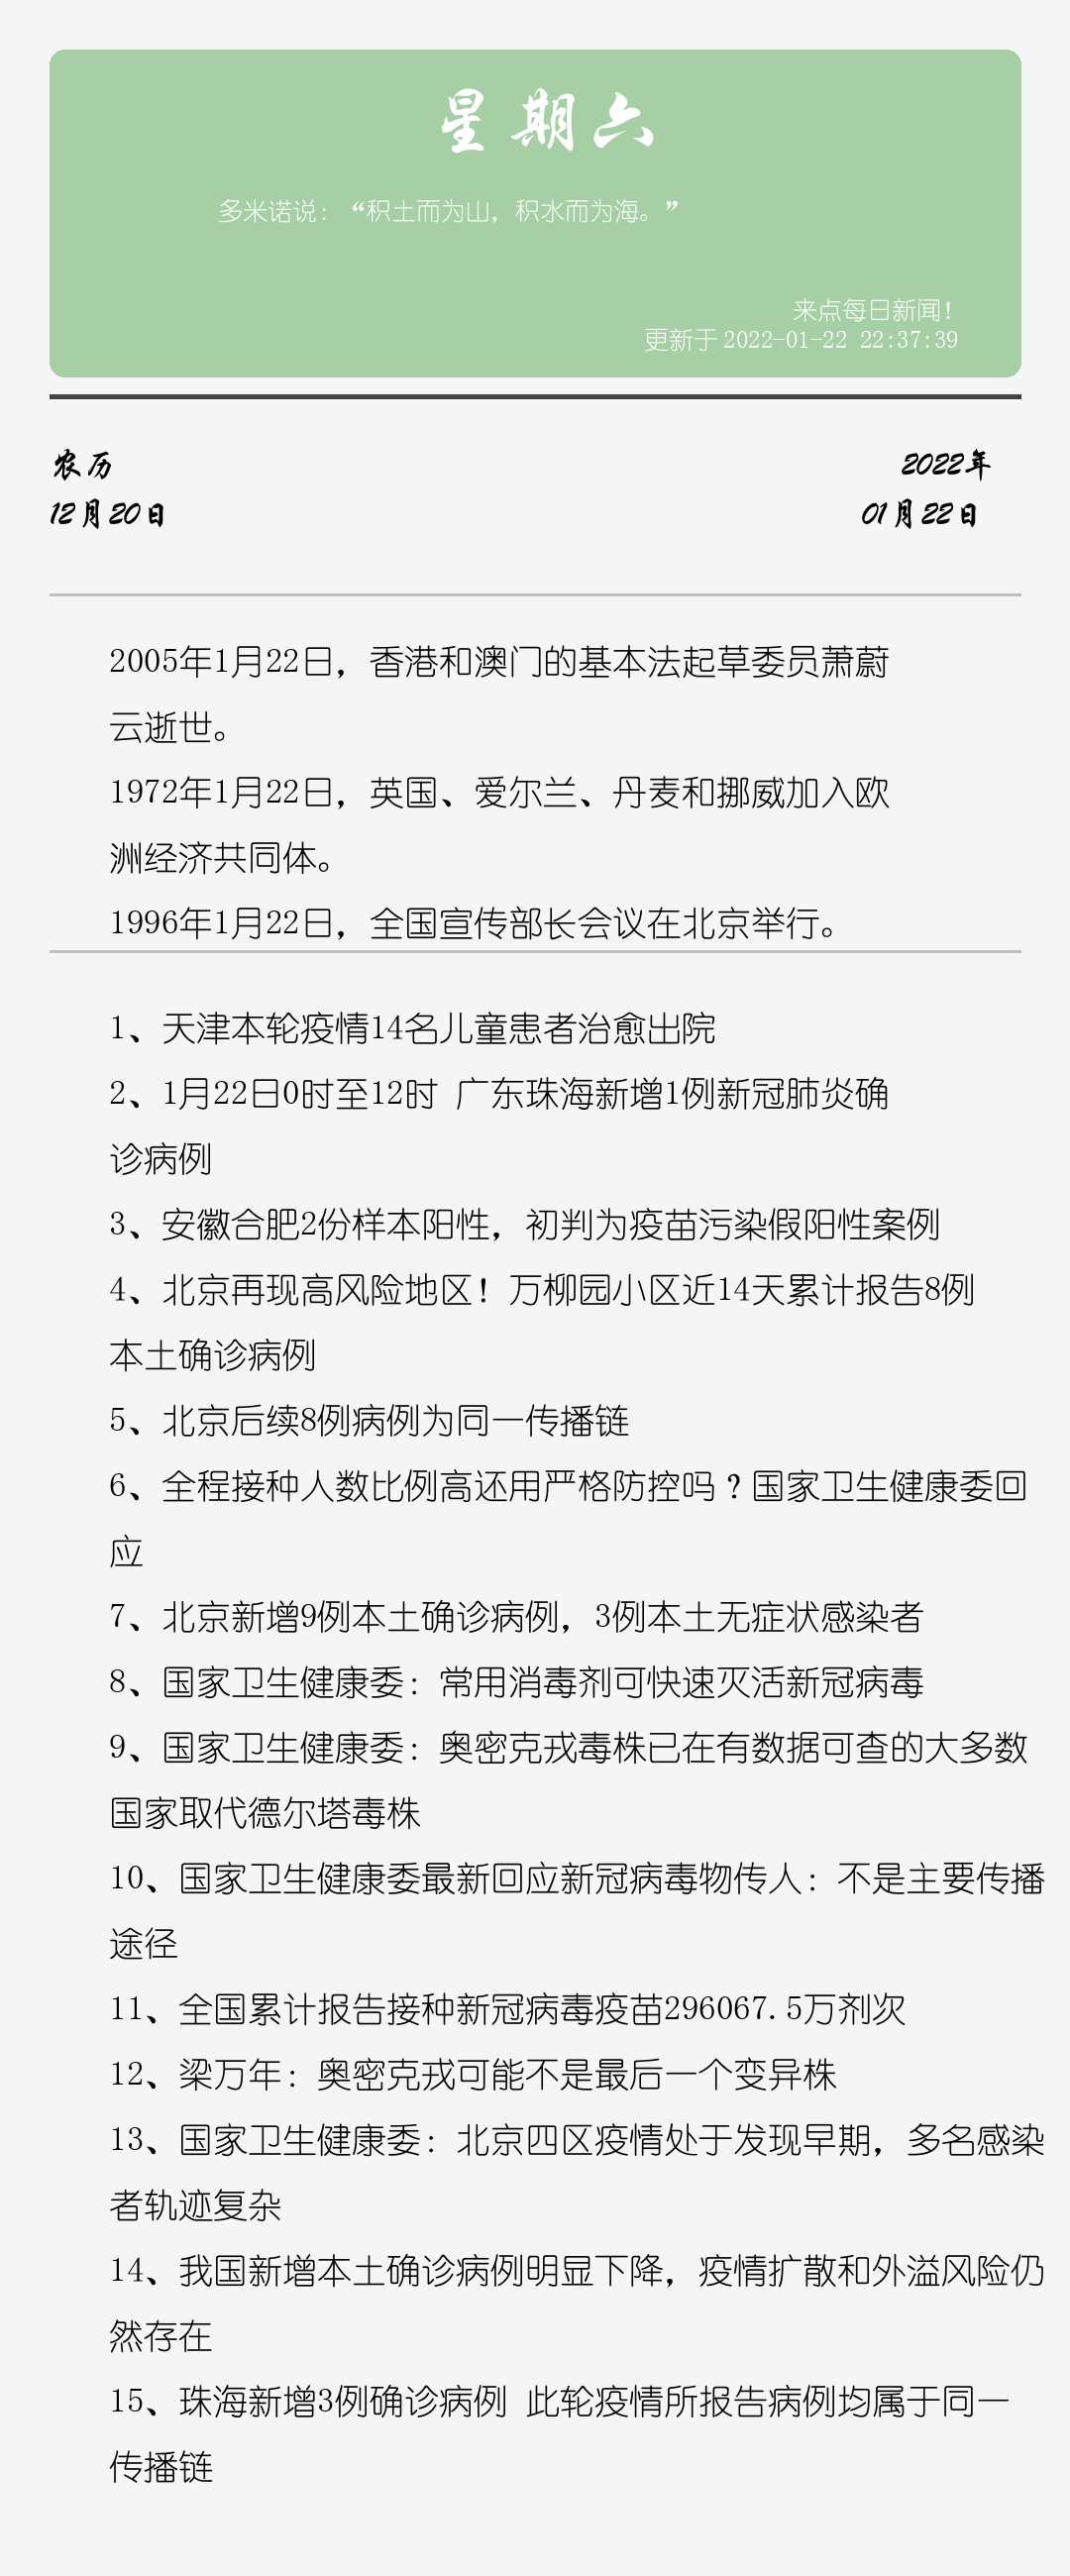 星期六
多米诺说：“积土而为山，积水而为海。”
来点每日新闻！
更新于 2022-01-22 22:37:39
农历
2022年
12月20日
01月22日
2005年1月22日，香港和澳门的基本法起草委员萧蔚
云逝世。
1972年1月22日，英国、爱尔兰、丹麦和挪威加入欧
洲经济共同体。
1996年1月22日，全国宣传部长会议在北京举行。
1、天津本轮疫情14名儿童患者治愈出院
2、1月22日0时至12时 广东珠海新增1例新冠肺炎确
诊病例
3、安徽合肥2份样本阳性，初判为疫苗污染假阳性案例
4、北京再现高风险地区！万柳园小区近14天累计报告8例
本土确诊病例
5、北京后续8例病例为同一传播链
6、全程接种人数比例高还用严格防控吗？国家卫生健康委回
应
7、北京新增9例本土确诊病例，3例本土无症状感染者
8、国家卫生健康委：常用消毒剂可快速灭活新冠病毒
9、国家卫生健康委：奥密克戎毒株已在有数据可查的大多数
国家取代德尔塔毒株
10、国家卫生健康委最新回应新冠病毒物传人：不是主要传播
途径
11、全国累计报告接种新冠病毒疫苗296067.5万剂次
12、梁万年：奥密克戎可能不是最后一个变异株
13、国家卫生健康委：北京四区疫情处于发现早期，多名感染
者轨迹复杂
14、我国新增本土确诊病例明显下降，疫情扩散和外溢风险仍
然存在
15、珠海新增3例确诊病例 此轮疫情所报告病例均属于同一
传播链